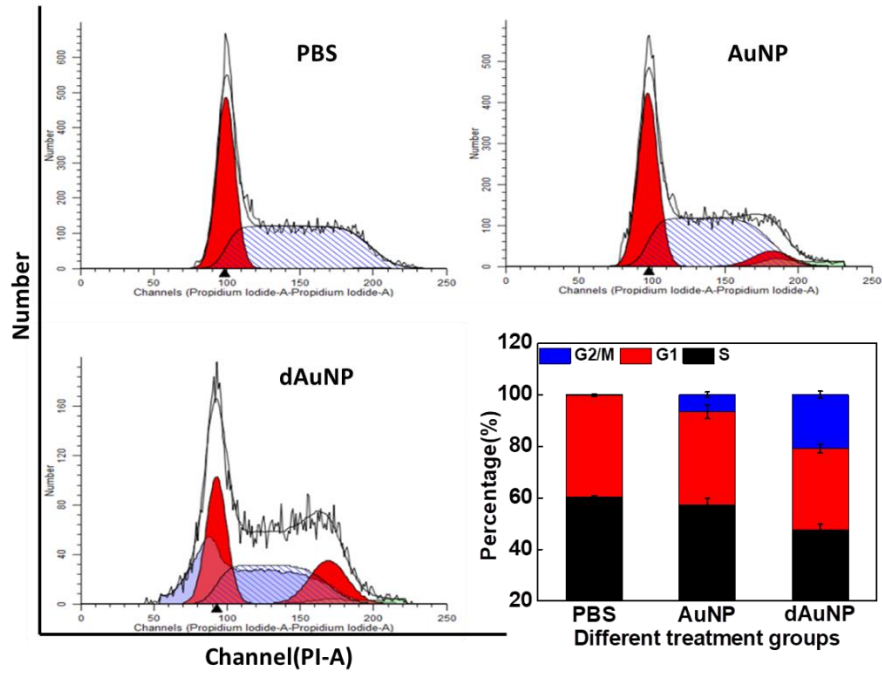 PBS
Number
600
500
400
300
200
100
0
0 50 100 150 200 250
Channels (Propidium Iodide-A-Propidium Iodide-A)
AuNP
Number
500
400
300
200
100
0
0 50 100 150 200 250
Channels (Propidium Iodide-A-Propidium Iodide-A)
Number
dAuNP
Number
160
120
80
40
0
0 50 100 150 200 250
Channels (Propidium Iodide-A-Propidium Iodide-A)
Channel(PI-A)
G2/M G1 S
Percentage(%)
120
100
80
60
40
20
PBS AuNP dAuNP
Different treatment groups